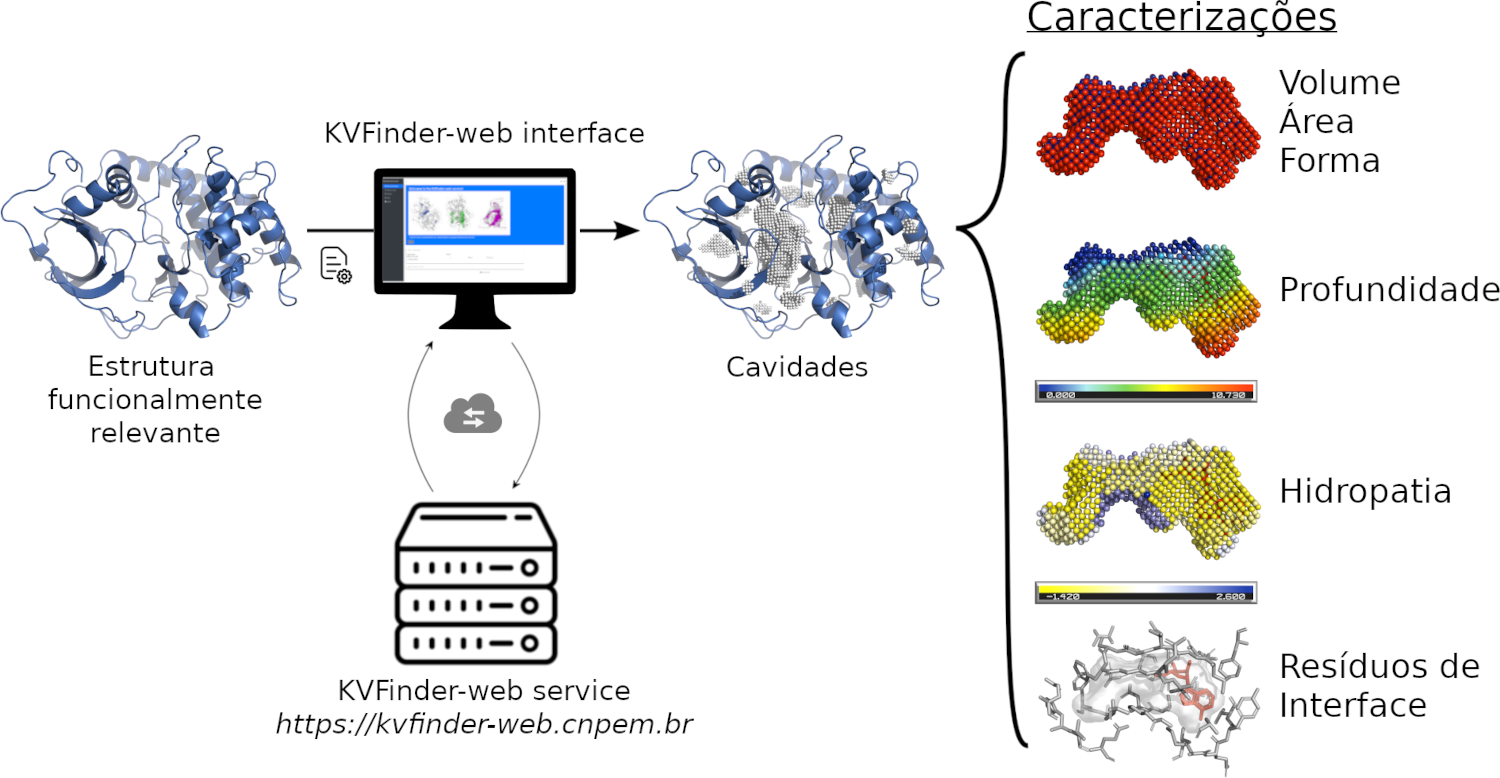 Caracterizações
KVFinder-web interface
Volume
Área
Forma
Profundidade
Estrutura
funcionalmente
relevante
Cavidades
0.000 10.730
Hidropatia
-1.420 2.600
KVFinder-web service
https://kvfinder-web.cnpem.br
Resíduos de
Interface